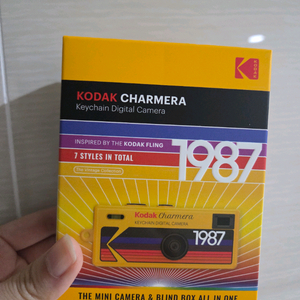 KODAK
KODAK CHARMERA
Keychain Digital Camera
INSPIRED BY THE KODAK FLING
7 STYLES IN TOTAL
1987
The Vintage Collection
Kodak Charmera
KEYCHAIN DIGITAL CAMERA
1987
THE MINI CAMERA & BLIND BOX ALL IN ONE